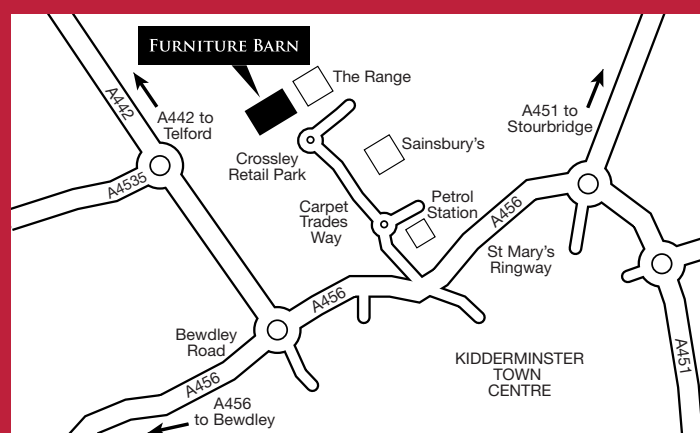 FURNITURE BARN
The Range
A442
A442 to
Telford
A451 to
Stourbridge
Sainsbury's
Crossley
Retail Park
A4535
Petrol
Station
Carpet
Trades
Way
A456
St Mary's
Ringway
A456
Bewdley
Road
A451
KIDDERMINSTER
TOWN
CENTRE
A456
A456
to Bewdley